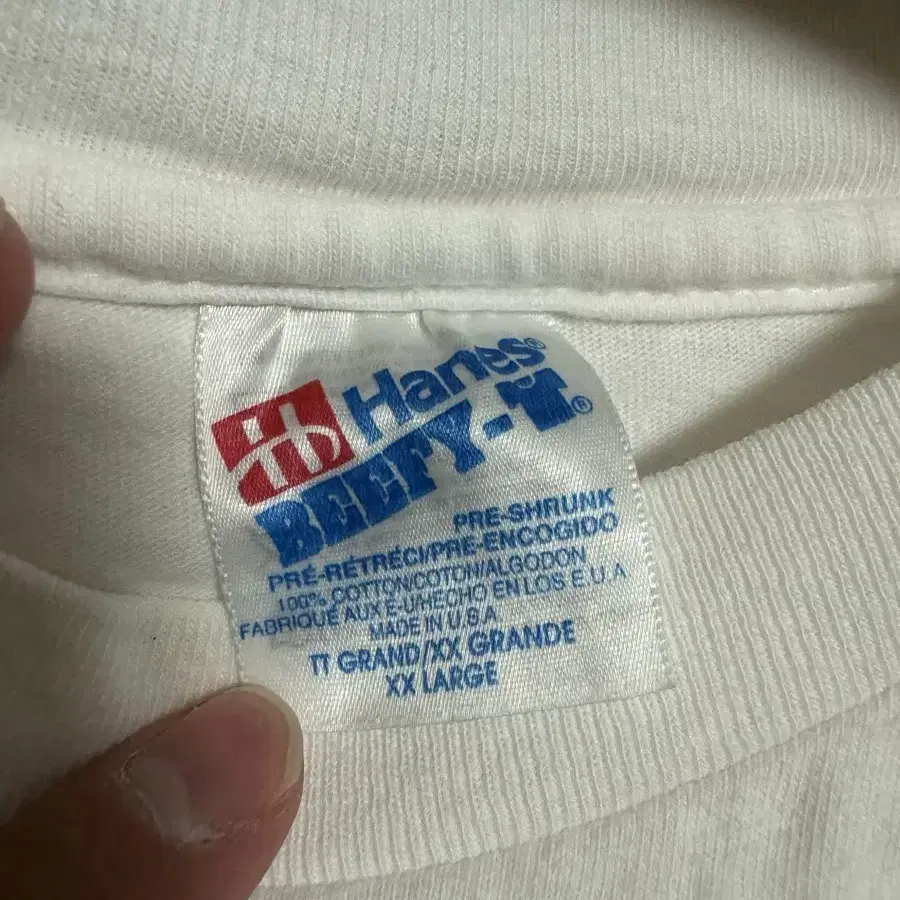 Hanes®
BEEFY-T®
PRE-SHRUNK
PRÉ-RÉTRÉCI/PRE-ENCOGIDO
100% COTTON/COTON/ALGODON
FABRIQUÉ AUX E-U/HECHO EN LOS E.U.A
MADE IN U.S.A
TT GRAND/XX GRANDE
XX LARGE